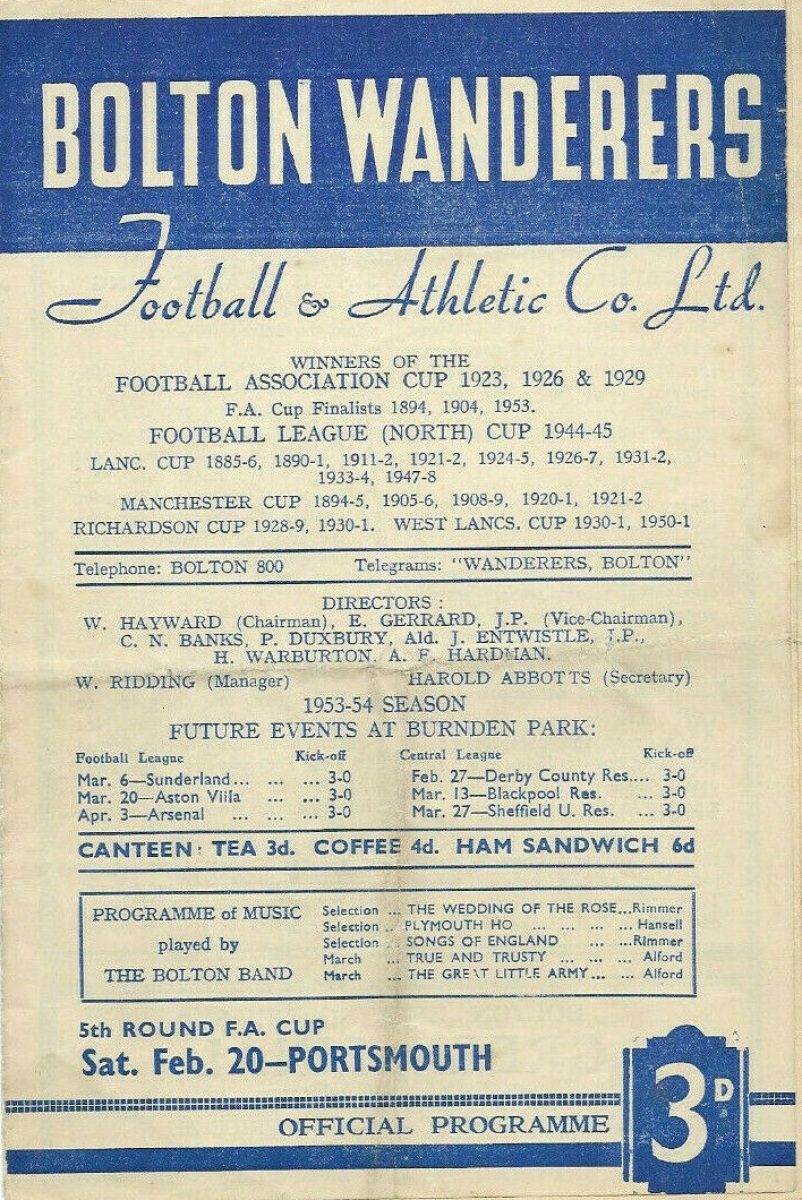 BOLTON WANDERERS
Football & Athletic Co. Ltd.
WINNERS OF THE
FOOTBALL ASSOCIATION CUP 1923, 1926 & 1929
F.A. Cup Finalists 1894, 1904, 1953.
FOOTBALL LEAGUE (NORTH) CUP 1944-45
LANC. CUP 1885-6, 1890-1, 1911-2, 1921-2, 1924-5, 1926-7, 1931-2,
1933-4, 1947-8
MANCHESTER CUP 1894-5, 1905-6, 1908-9, 1920-1, 1921-2
RICHARDSON CUP 1928-9, 1930-1. WEST LANCS. CUP 1930-1, 1950-1
Telephone: BOLTON 800 Telegrams: "WANDERERS, BOLTON"
DIRECTORS :
W. HAYWARD (Chairman), E. GERRARD, J.P. (Vice-Chairman),
C. N. BANKS, P. DUXBURY, Ald. J. ENTWISTLE, J.P.,
H. WARBURTON. A. F. HARDMAN.
W. RIDDING (Manager) HAROLD ABBOTTS (Secretary)
1953-54 SEASON
FUTURE EVENTS AT BURNDEN PARK:
Football League Kick-off Central League Kick-off
Mar. 6—Sunderland... ... ... 3-0 Feb. 27—Derby County Res.... 3-0
Mar. 20—Aston Villa ... ... 3-0 Mar. 13—Blackpool Res. ... 3-0
Apr. 3—Arsenal ... ... ... 3-0 Mar. 27—Sheffield U. Res. ... 3-0
CANTEEN: TEA 3d. COFFEE 4d. HAM SANDWICH 6d
PROGRAMME of MUSIC
played by
THE BOLTON BAND
Selection ... THE WEDDING OF THE ROSE...Rimmer
Selection .. PLYMOUTH HO ... ... ... ... Hansell
Selection .. SONGS OF ENGLAND ... ... Rimmer
March ... TRUE AND TRUSTY ... ... ... Alford
March ... THE GREAT LITTLE ARMY... ... Alford
5th ROUND F.A. CUP
Sat. Feb. 20—PORTSMOUTH
OFFICIAL PROGRAMME
3D